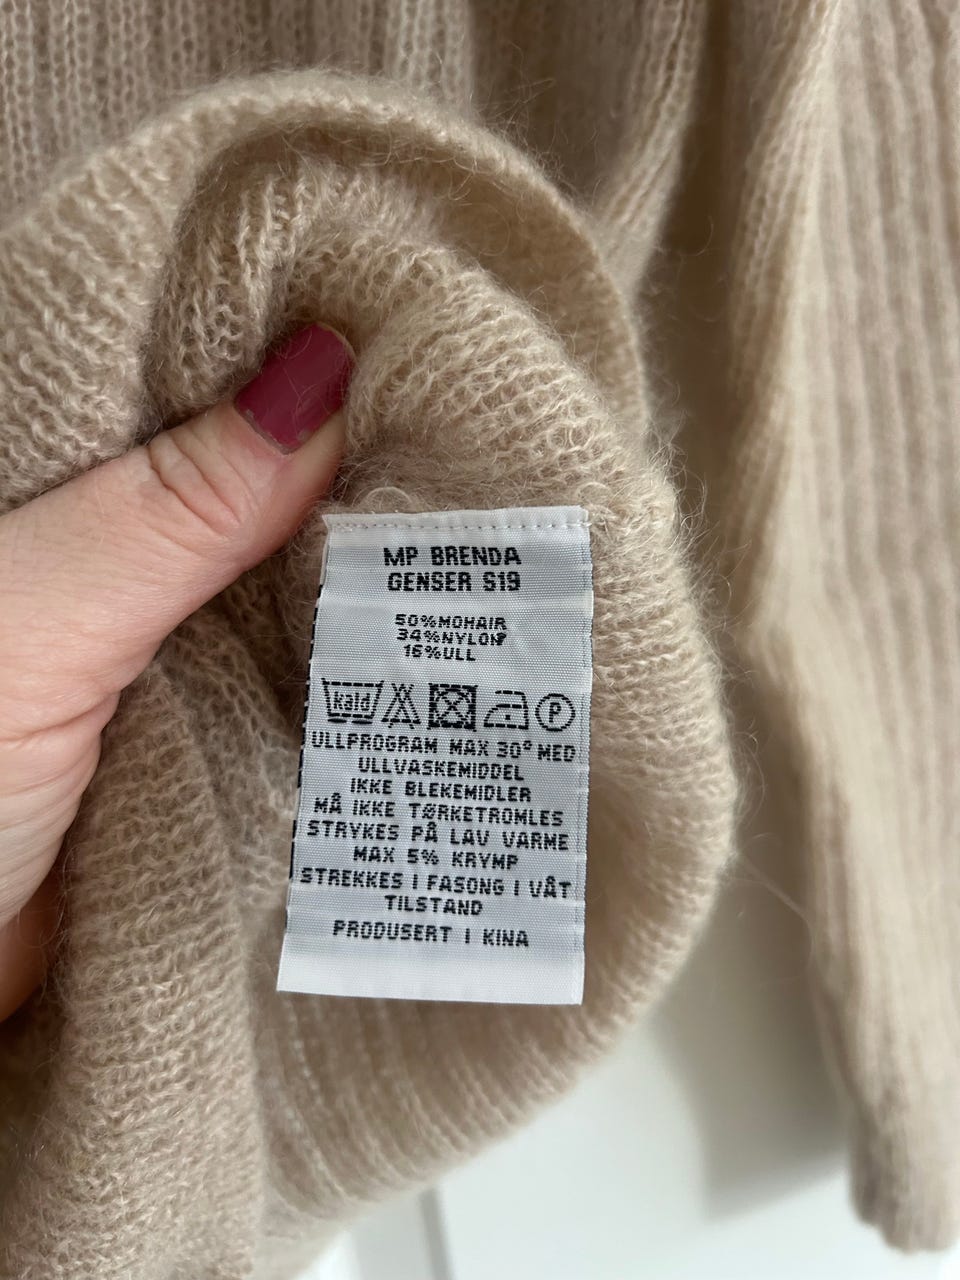 MP BRENDA
GENSER S19
50%MOHAIR
34%NYLON
16%ULL
kald P
ULLPROGRAM MAX 30° MED
ULLVASKEMIDDEL
IKKE BLEKEMIDLER
MÅ IKKE TØRKETROMLES
STRYKES PÅ LAV VARME
MAX 5% KRYMP
STREKKES I FASONG I VÅT
TILSTAND
PRODUSERT I KINA